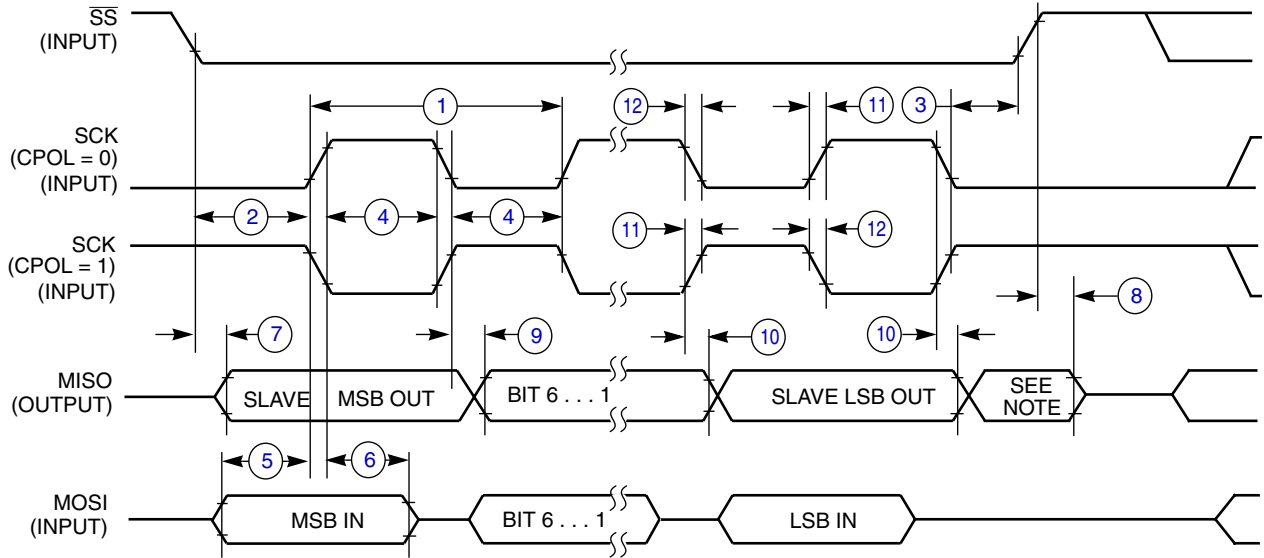 SS
(INPUT)
1
12
11
3
SCK
(CPOL = 0)
(INPUT)
2
4
4
SCK
(CPOL = 1)
(INPUT)
11
12
7
9
10
10
8
MISO
(OUTPUT)
SLAVE MSB OUT
BIT 6 . . . 1
SLAVE LSB OUT
SEE
NOTE
5
6
MOSI
(INPUT)
MSB IN
BIT 6 . . . 1
LSB IN